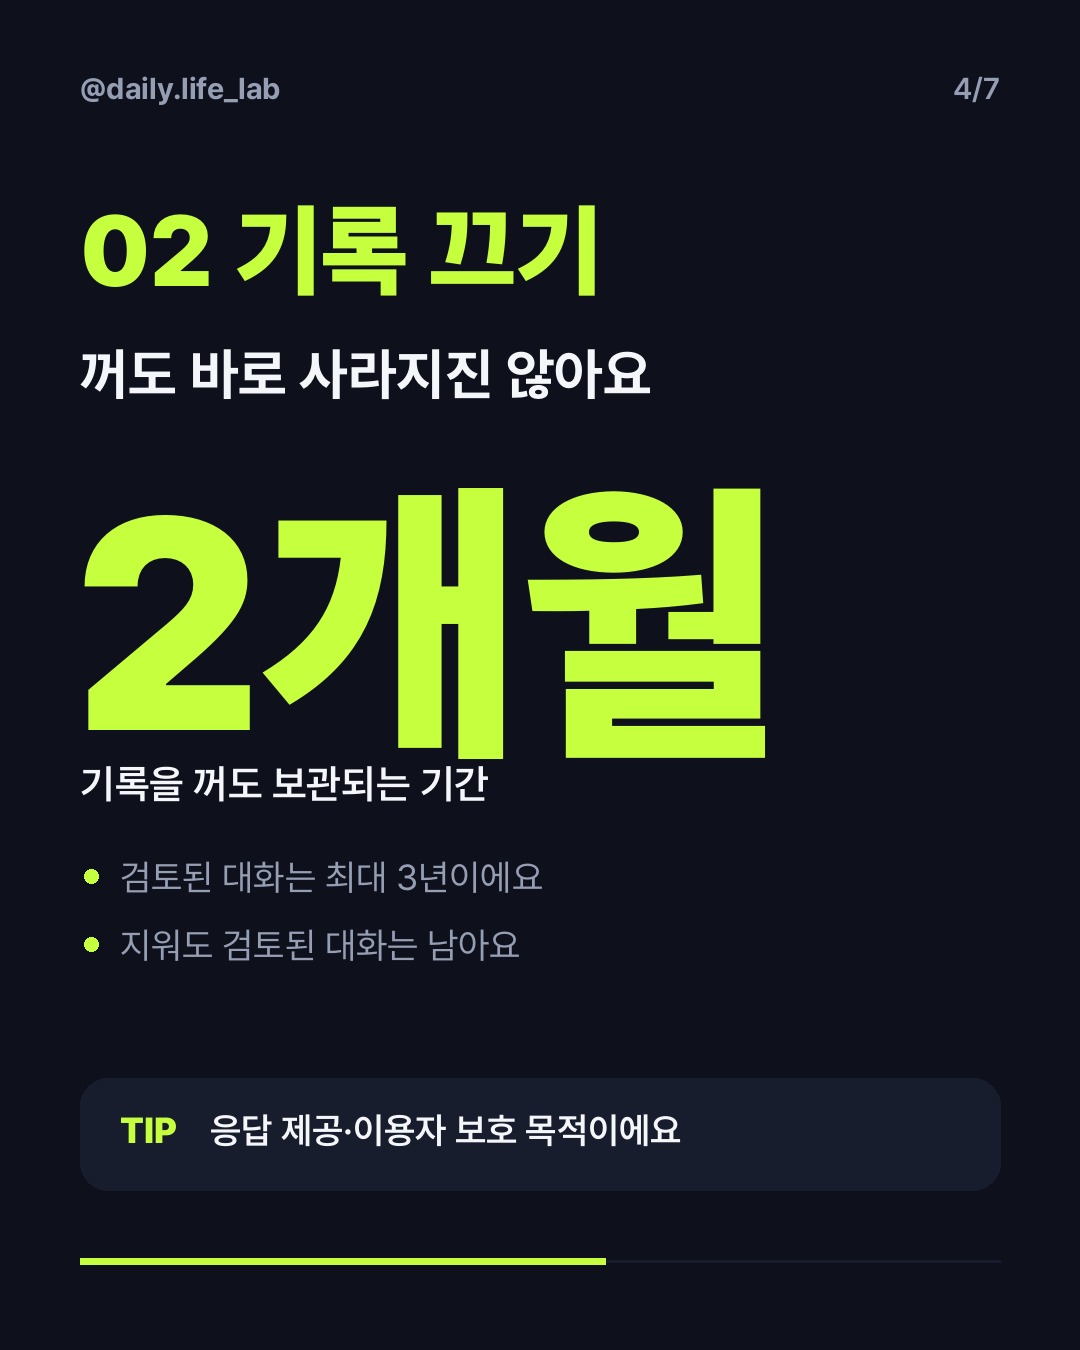 @daily.life_lab
4/7
02 기록 끄기
꺼도 바로 사라지진 않아요
2개월
기록을 꺼도 보관되는 기간
검토된 대화는 최대 3년이에요
지워도 검토된 대화는 남아요
TIP 응답 제공·이용자 보호 목적이에요